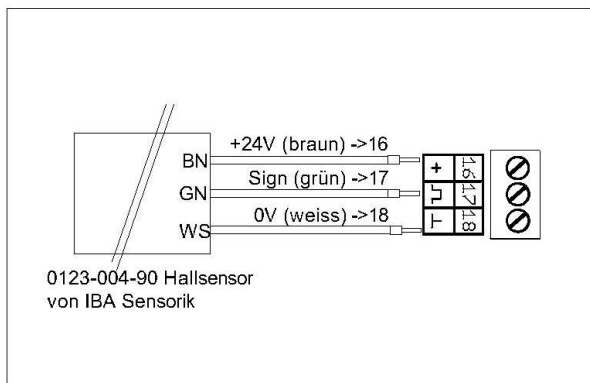 +24V (braun) ->16
BN
Sign (grün) ->17
GN
0V (weiss) ->18
WS
+ 16
17
18
0123-004-90 Hallsensor
von IBA Sensorik